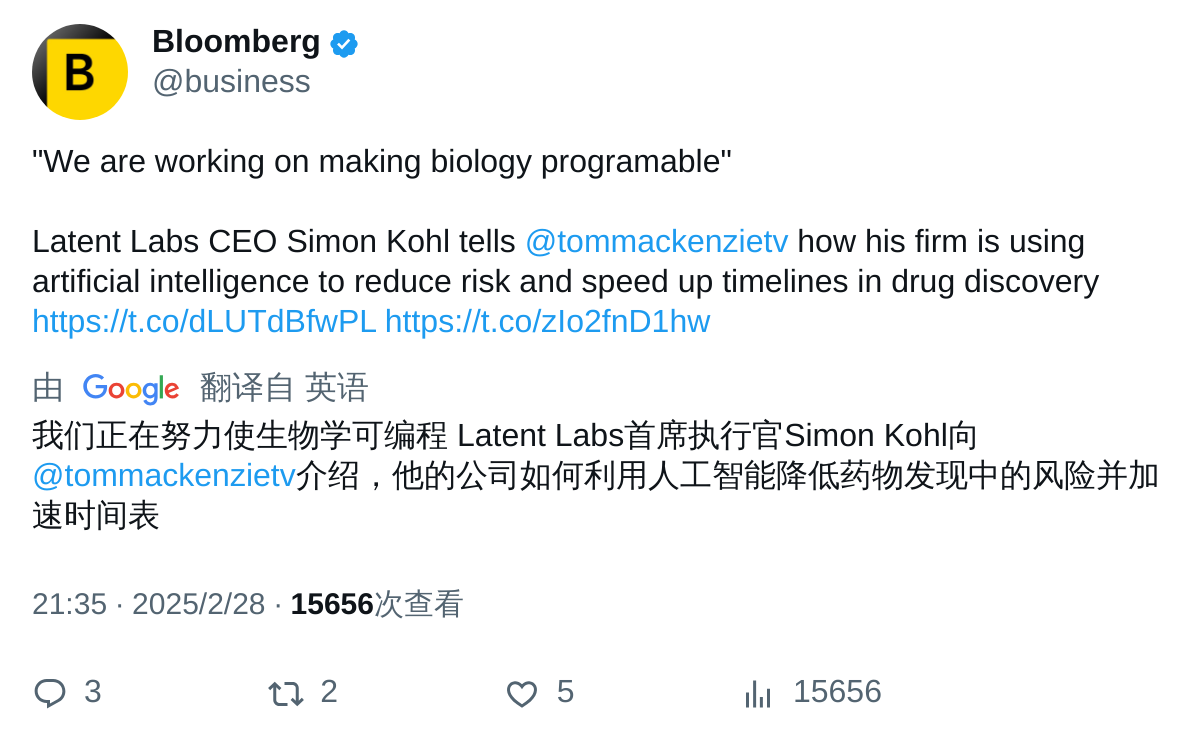 B
Bloomberg
@business
"We are working on making biology programable"
Latent Labs CEO Simon Kohl tells @tommackenzietv how his firm is using
artificial intelligence to reduce risk and speed up timelines in drug discovery
https://t.co/dLUTdBfwPL https://t.co/zIo2fnD1hw
由 Google 翻译自 英语
我们正在努力使生物学可编程 Latent Labs首席执行官Simon Kohl向
@tommackenzietv介绍，他的公司如何利用人工智能降低药物发现中的风险并加
速时间表
21:35 · 2025/2/28 · 15656次查看
3 2 5 15656